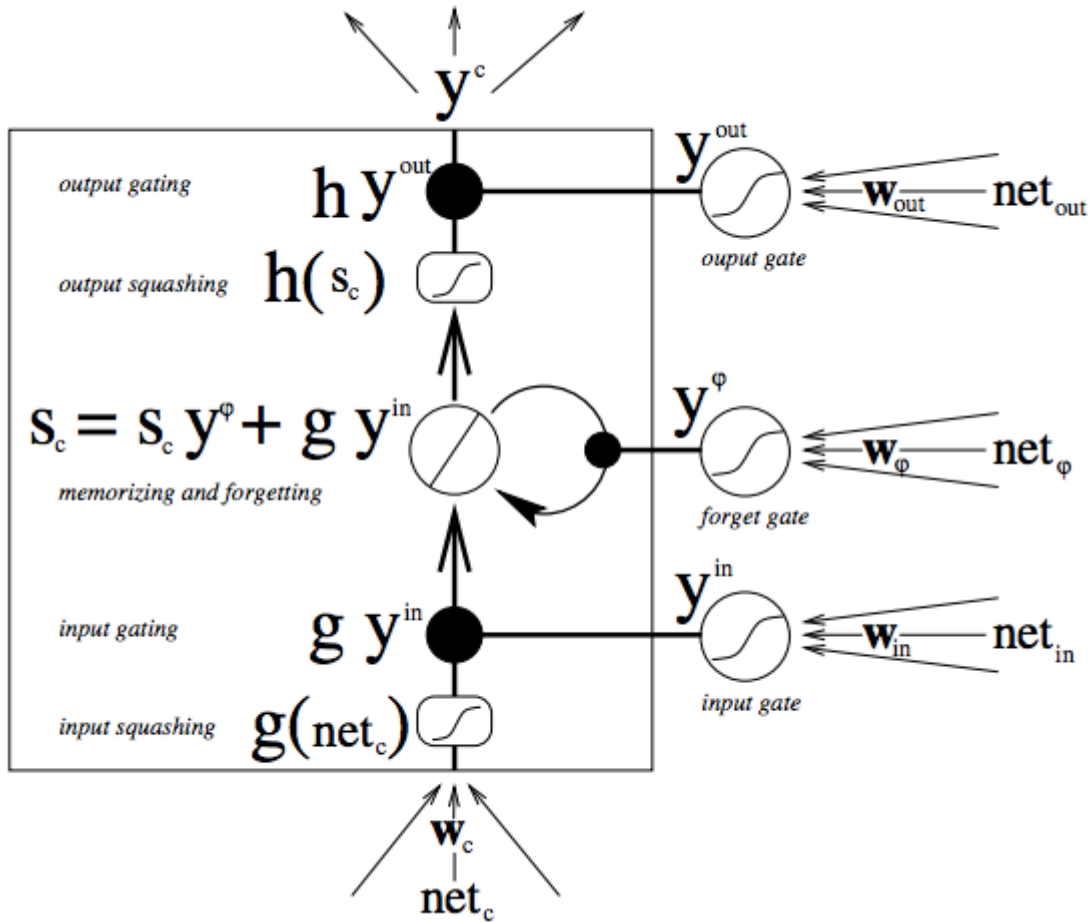 y^c
output gating
h y^out
y^out
w_out
net_out
ouput gate
output squashing
h(s_c)
s_c = s_c y^φ + g y^in
memorizing and forgetting
y^φ
w_φ
net_φ
forget gate
input gating
g y^in
y^in
w_in
net_in
input gate
input squashing
g(net_c)
w_c
net_c